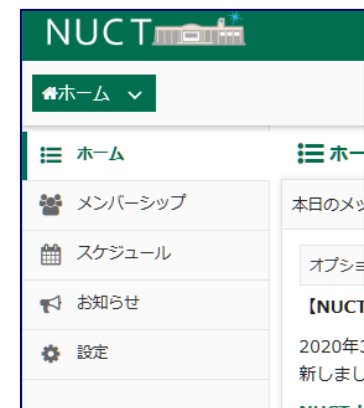 NUCT
ホーム
ホーム
メンバーシップ
スケジュール
お知らせ
設定
ホー
本日のメッ
オプショ
【NUCT
2020年3
新しまし